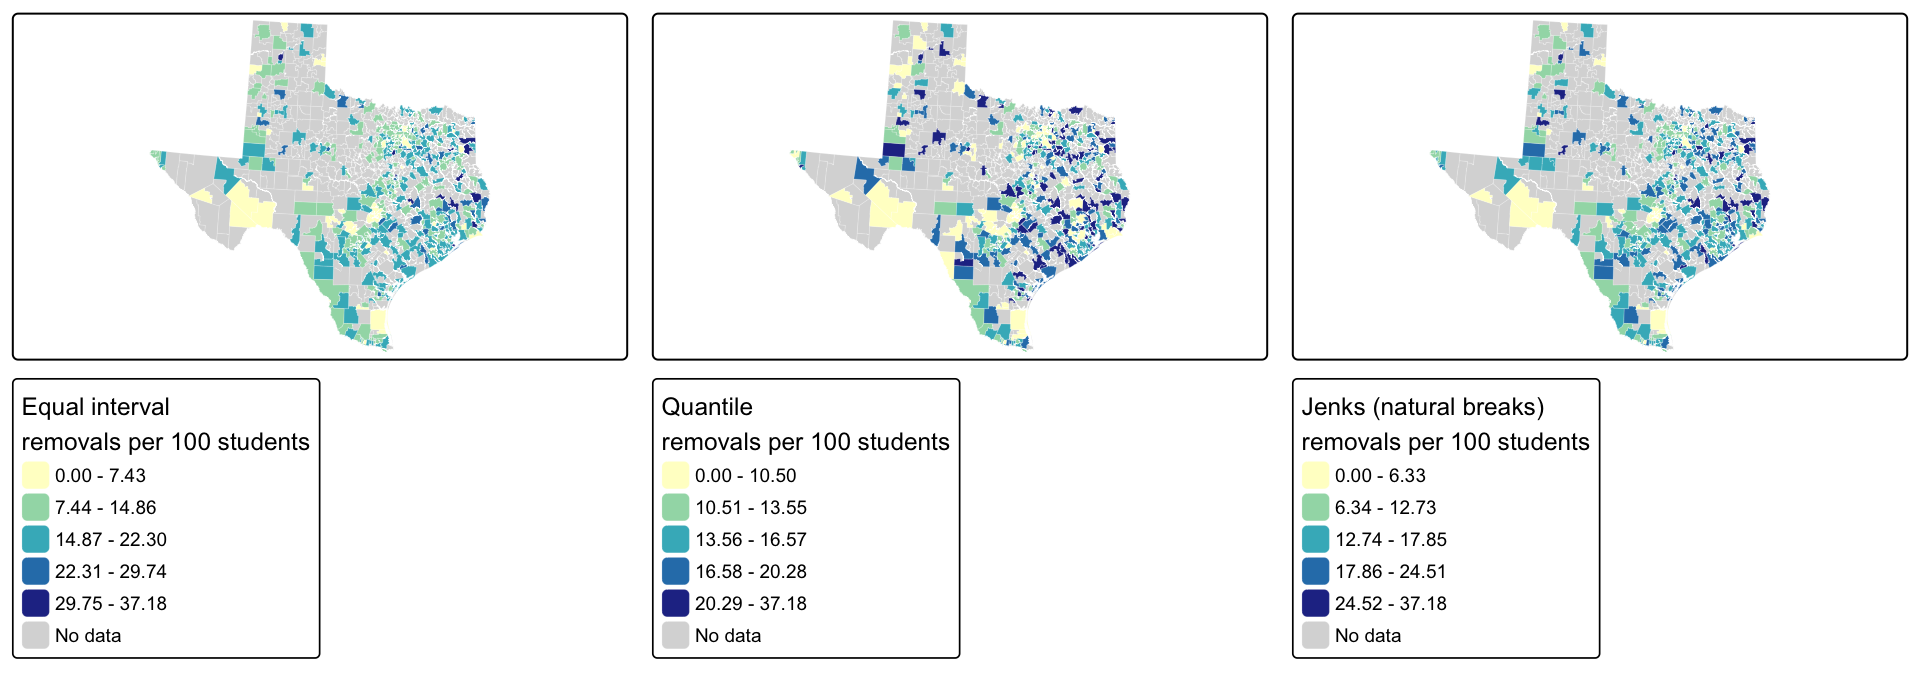 Equal interval
removals per 100 students
0.00 - 7.43
7.44 - 14.86
14.87 - 22.30
22.31 - 29.74
29.75 - 37.18
No data
Quantile
removals per 100 students
0.00 - 10.50
10.51 - 13.55
13.56 - 16.57
16.58 - 20.28
20.29 - 37.18
No data
Jenks (natural breaks)
removals per 100 students
0.00 - 6.33
6.34 - 12.73
12.74 - 17.85
17.86 - 24.51
24.52 - 37.18
No data